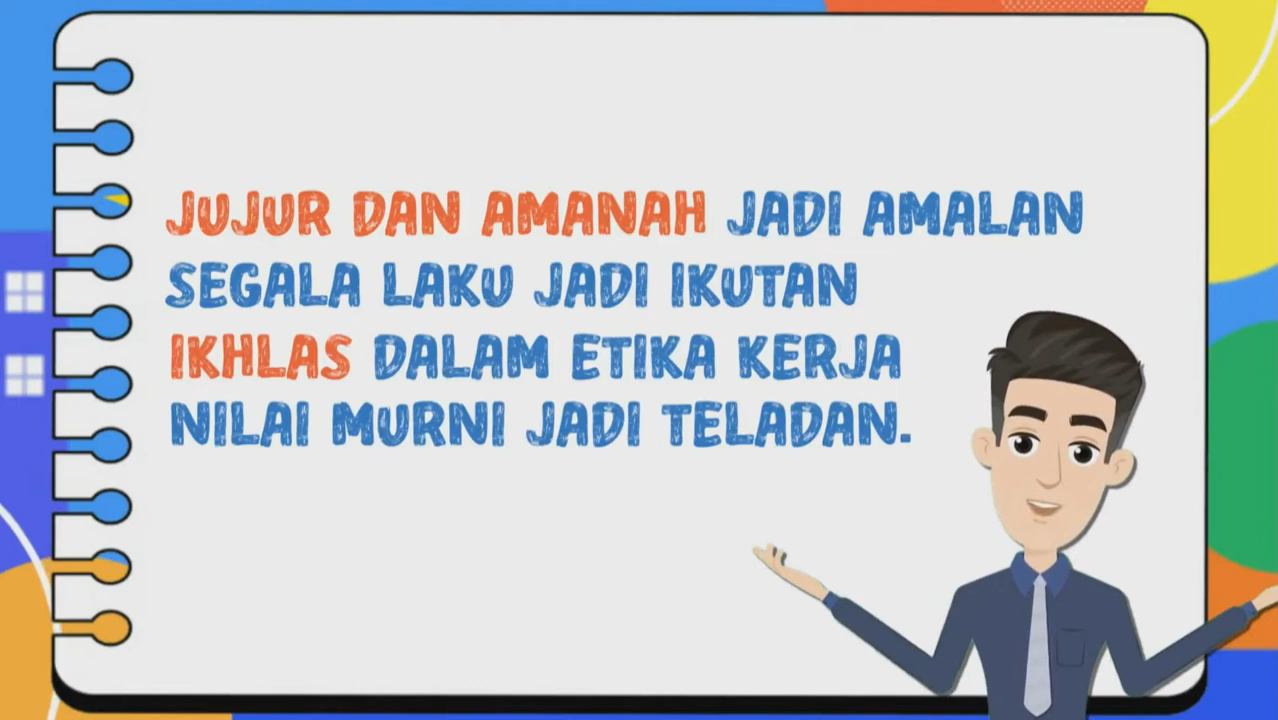 JUJUR DAN AMANAH JADI AMALAN
SEGALA LAKU JADI IKUTAN
IKHLAS DALAM ETIKA KERJA
NILAI MURNI JADI TELADAN.